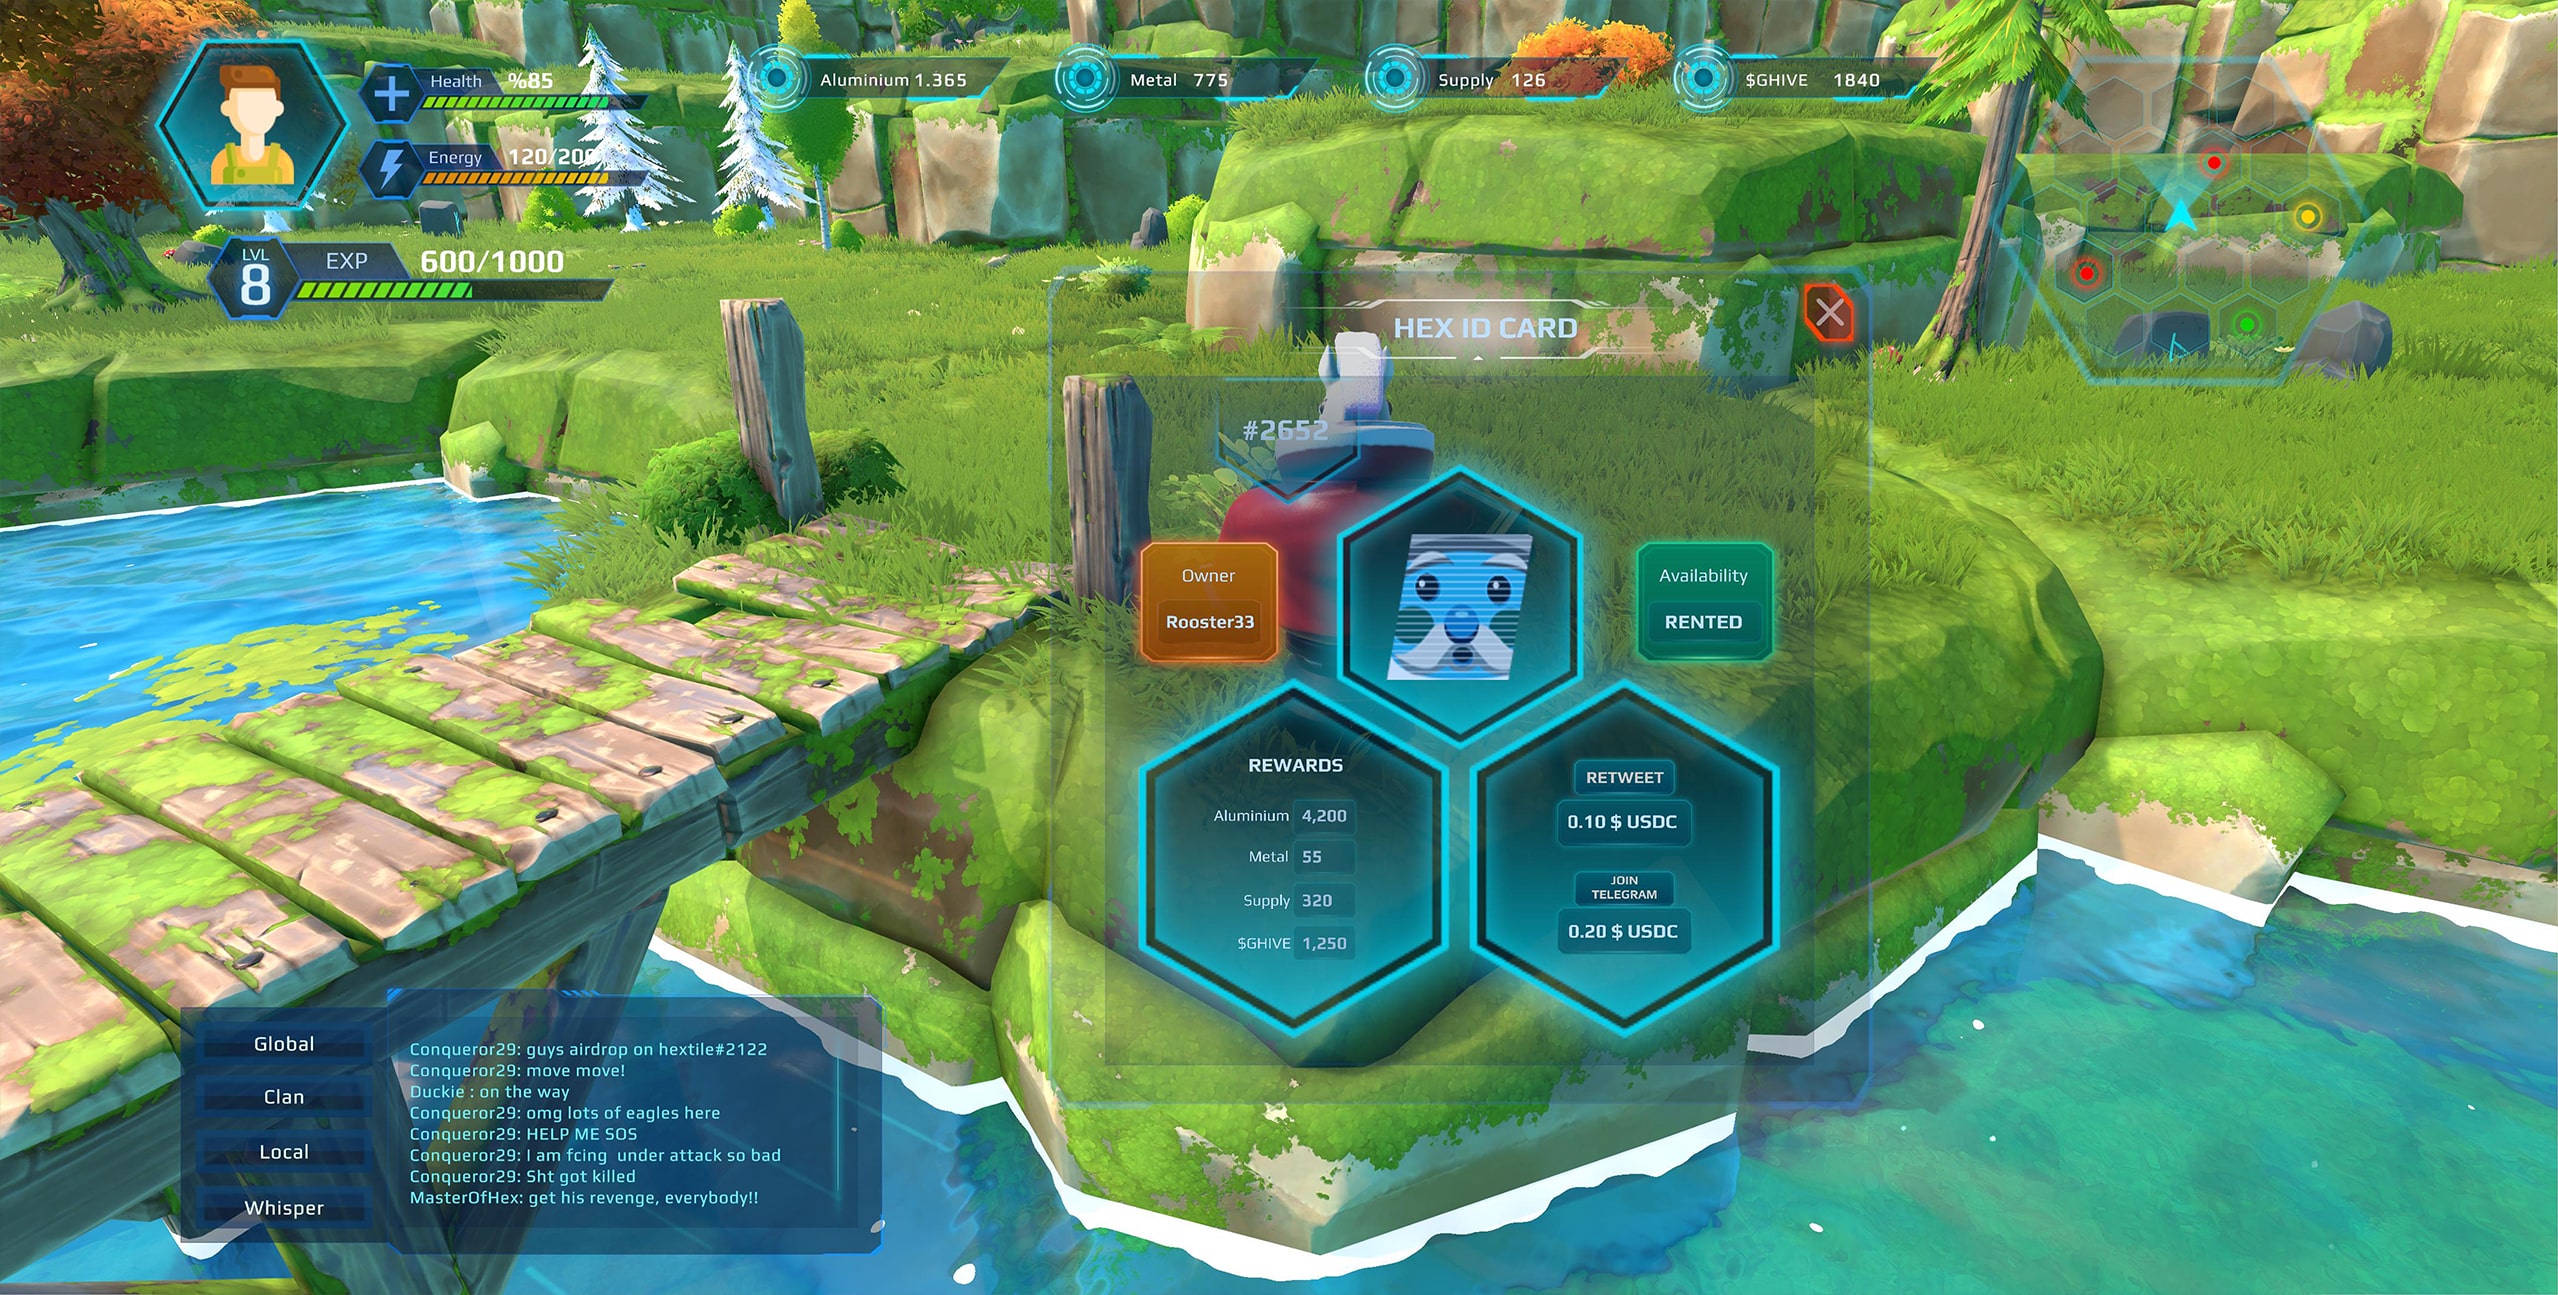 Health %85
Energy 120/200
LVL
8
EXP 600/1000
Aluminium 1.365
Metal 775
Supply 126
$GHIVE 1840
HEX ID CARD
#2652
Owner
Rooster33
Availability
RENTED
REWARDS
Aluminium 4,200
Metal 55
Supply 320
$GHIVE 1,250
RETWEET
0.10 $ USDC
JOIN
TELEGRAM
0.20 $ USDC
Global
Clan
Local
Whisper
Conqueror29: guys airdrop on hextile#2122
Conqueror29: move move!
Duckie : on the way
Conqueror29: omg lots of eagles here
Conqueror29: HELP ME SOS
Conqueror29: I am fcing under attack so bad
Conqueror29: Sht got killed
MasterOfHex: get his revenge, everybody!!